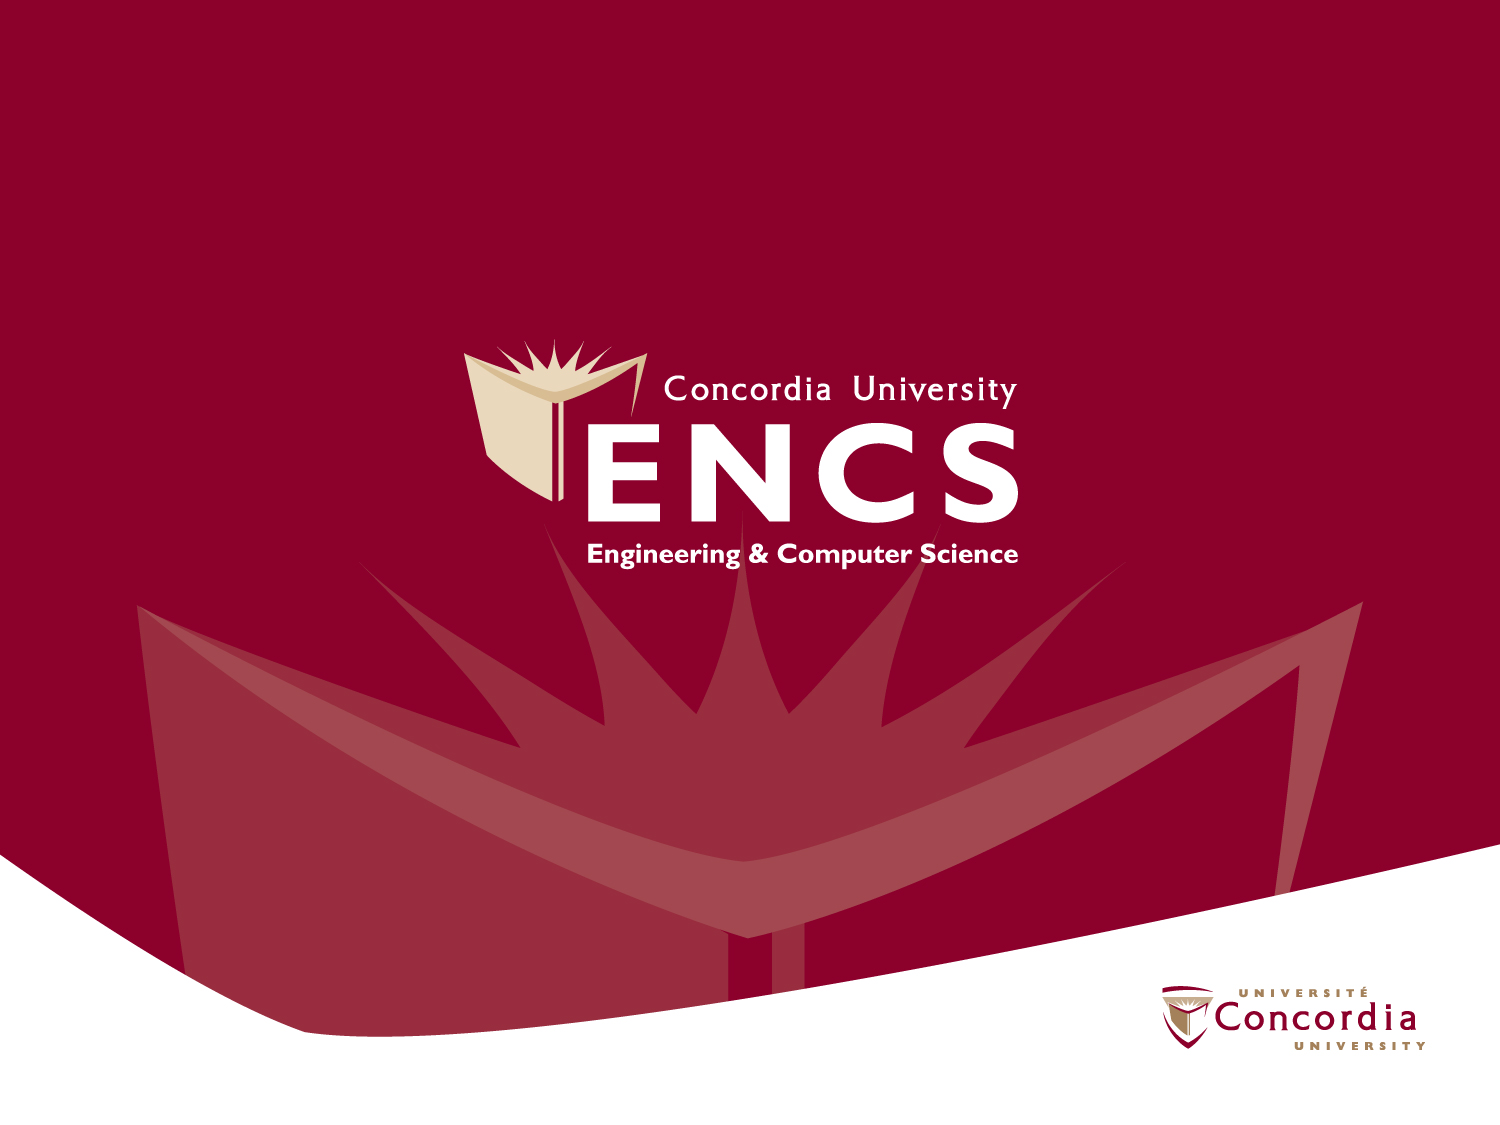 Concordia University
ENCS
Engineering & Computer Science
UNIVERSITÉ
Concordia
UNIVERSITY